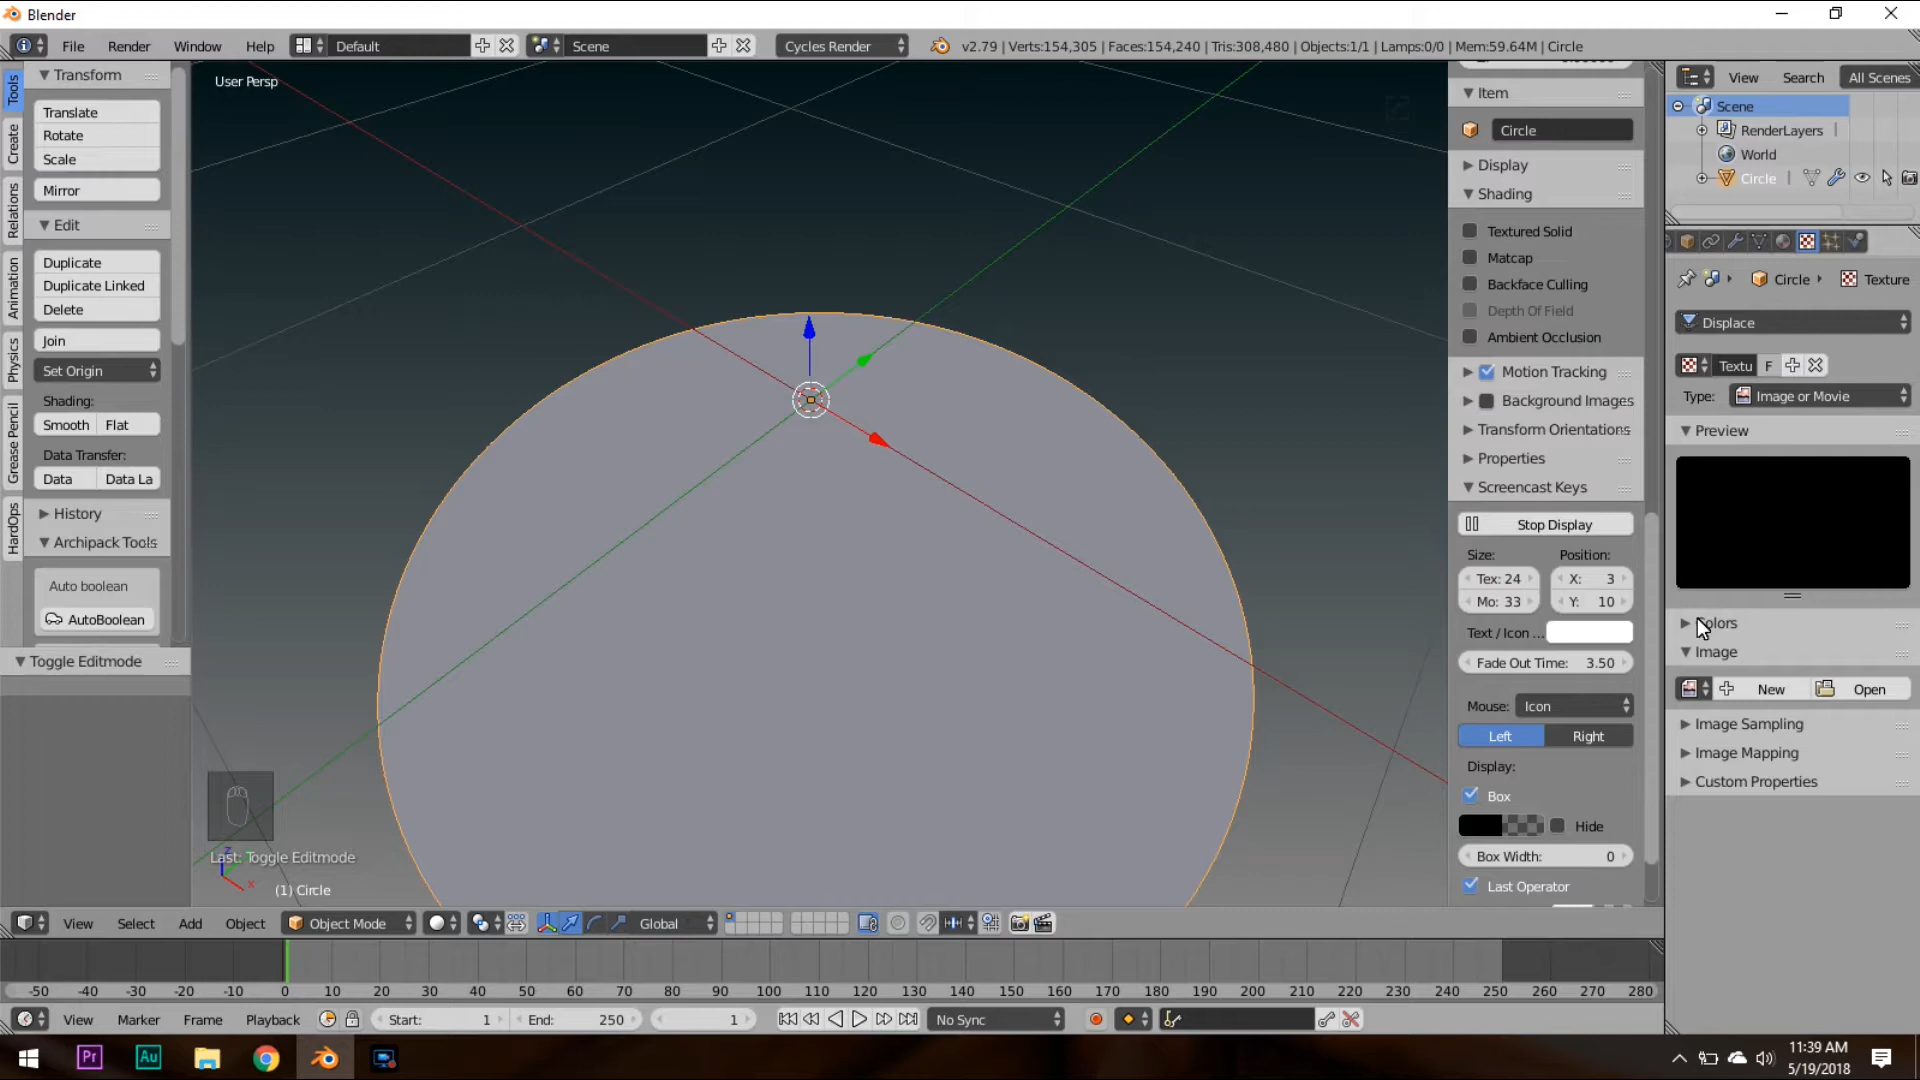 Blender
File Render Window Help Default Scene Cycles Render v2.79 | Verts:154,305 | Faces:154,240 | Tris:308,480 | Objects:1/1 | Lamps:0/0 | Mem:59.64M | Circle
Tools
Create
Relations
Animation
Physics
Grease Pencil
HardOps
Transform
Translate
Rotate
Scale
Mirror
Edit
Duplicate
Duplicate Linked
Delete
Join
Set Origin
Shading:
Smooth Flat
Data Transfer:
Data Data La
History
Archipack Tools
Auto boolean
AutoBoolean
Toggle Editmode
User Persp
Last: Toggle Editmode
z
x
(1) Circle
Item
Circle
Display
Shading
Textured Solid
Matcap
Backface Culling
Depth Of Field
Ambient Occlusion
Motion Tracking
Background Images
Transform Orientations
Properties
Screencast Keys
Stop Display
Size: Position:
Tex: 24 X: 3
Mo: 33 Y: 10
Text / Icon ...
Fade Out Time: 3.50
Mouse: Icon
Left Right
Display:
Box
Hide
Box Width: 0
Last Operator
View Search All Scenes
Scene
RenderLayers
World
Circle
Circle Texture
Displace
Textu F
Type: Image or Movie
Preview
Image
New Open
Image Sampling
Image Mapping
Custom Properties
View Select Add Object Object Mode Global
-50 -40 -30 -20 -10 0 10 20 30 40 50 60 70 80 90 100 110 120 130 140 150 160 170 180 190 200 210 220 230 240 250 260 270 280
View Marker Frame Playback Start: 1 End: 250 1 No Sync
Pr Au
11:39 AM
5/19/2018